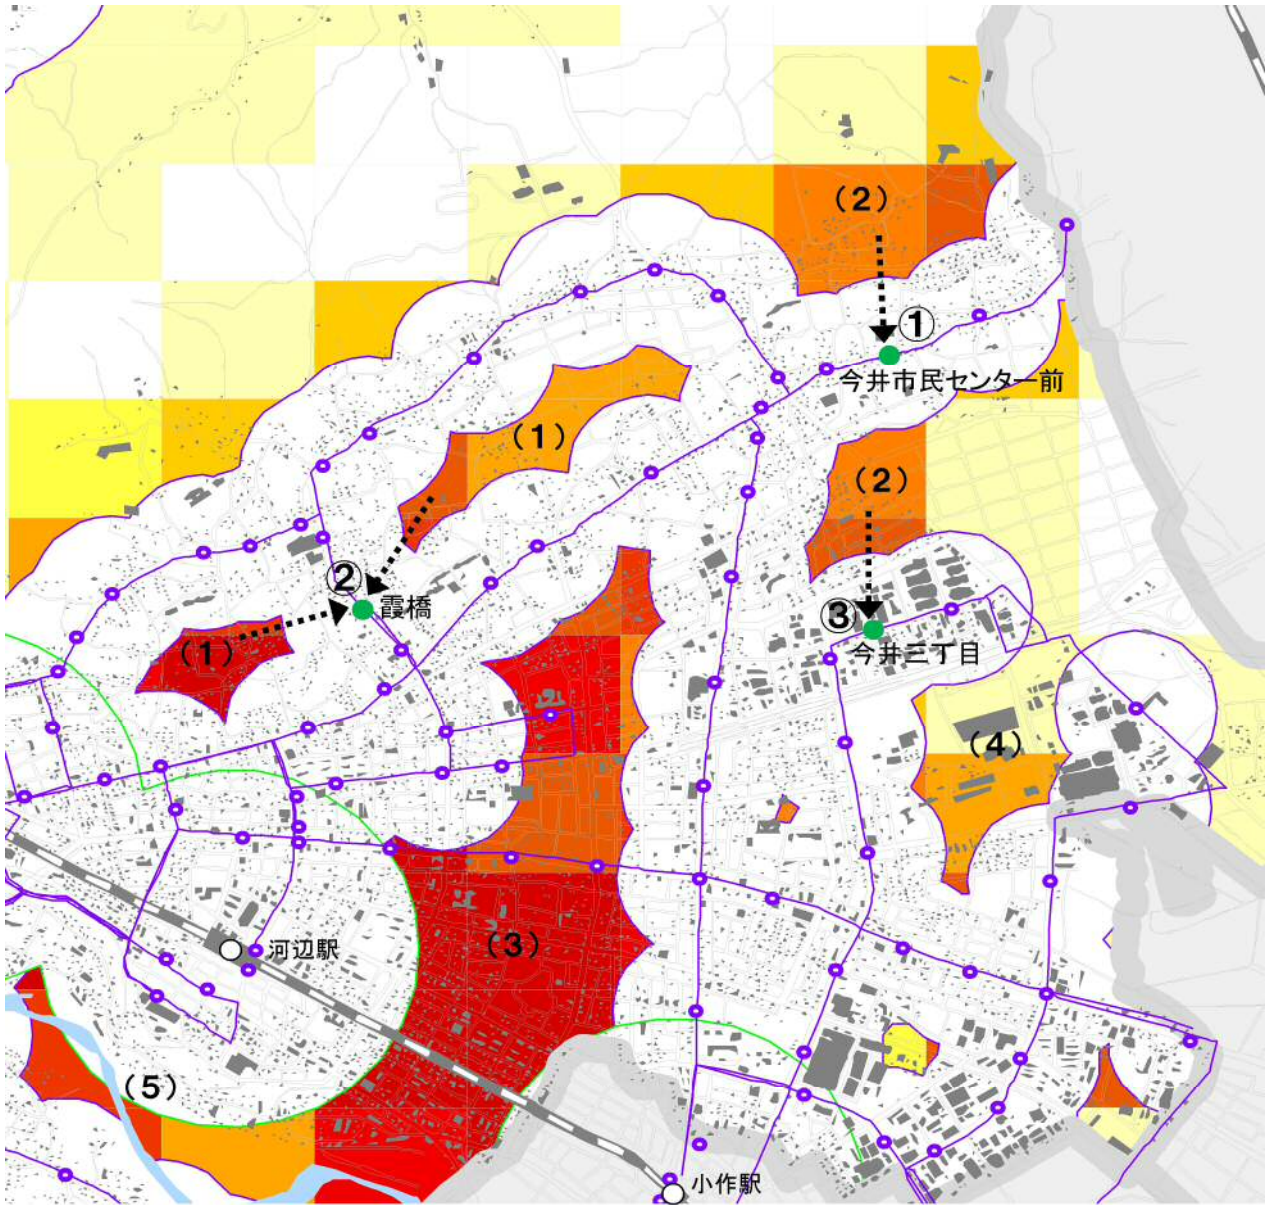 (2)
①
今井市民センター前
(1)
(2)
②
霞橋
③
今井三丁目
(1)
(4)
(3)
河辺駅
(5)
小作駅